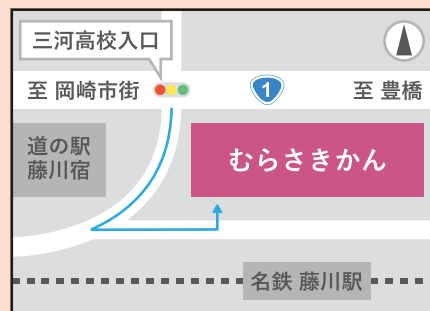 三河高校入口
至 岡崎市街
1
至 豊橋
道の駅
藤川宿
むらさきかん
名鉄 藤川駅